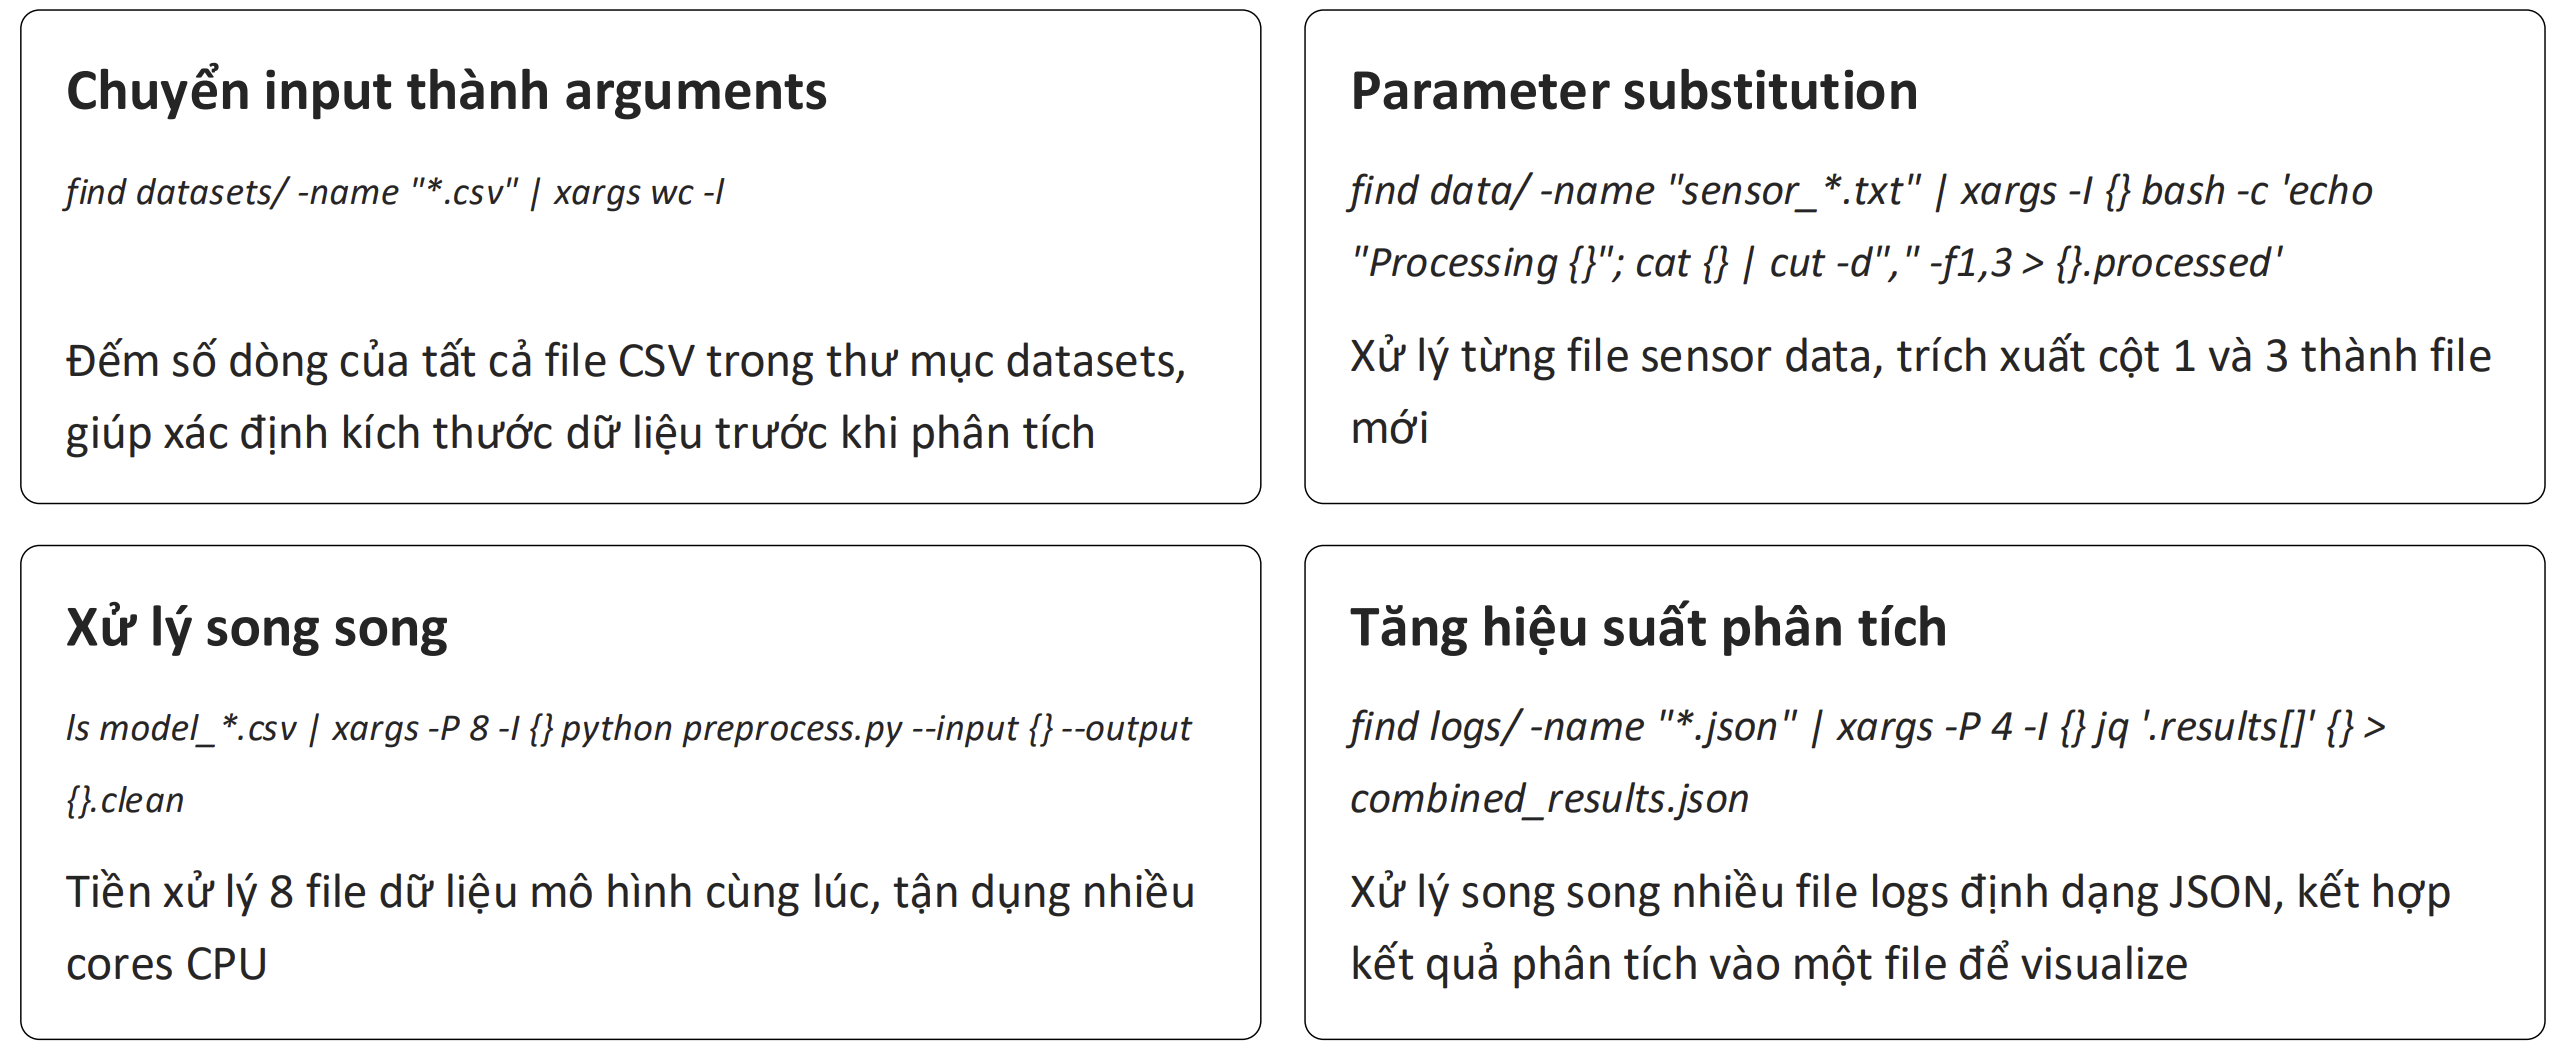 Chuyển input thành arguments
find datasets/ -name "*.csv" | xargs wc -l
Đếm số dòng của tất cả file CSV trong thư mục datasets,
giúp xác định kích thước dữ liệu trước khi phân tích
Parameter substitution
find data/ -name "sensor_*.txt" | xargs -I {} bash -c 'echo
"Processing {}"; cat {} | cut -d"," -f1,3 > {}.processed'
Xử lý từng file sensor data, trích xuất cột 1 và 3 thành file
mới
Xử lý song song
ls model_*.csv | xargs -P 8 -I {} python preprocess.py --input {} --output
{}.clean
Tiền xử lý 8 file dữ liệu mô hình cùng lúc, tận dụng nhiều
cores CPU
Tăng hiệu suất phân tích
find logs/ -name "*.json" | xargs -P 4 -I {} jq '.results[]' {} >
combined_results.json
Xử lý song song nhiều file logs định dạng JSON, kết hợp
kết quả phân tích vào một file để visualize